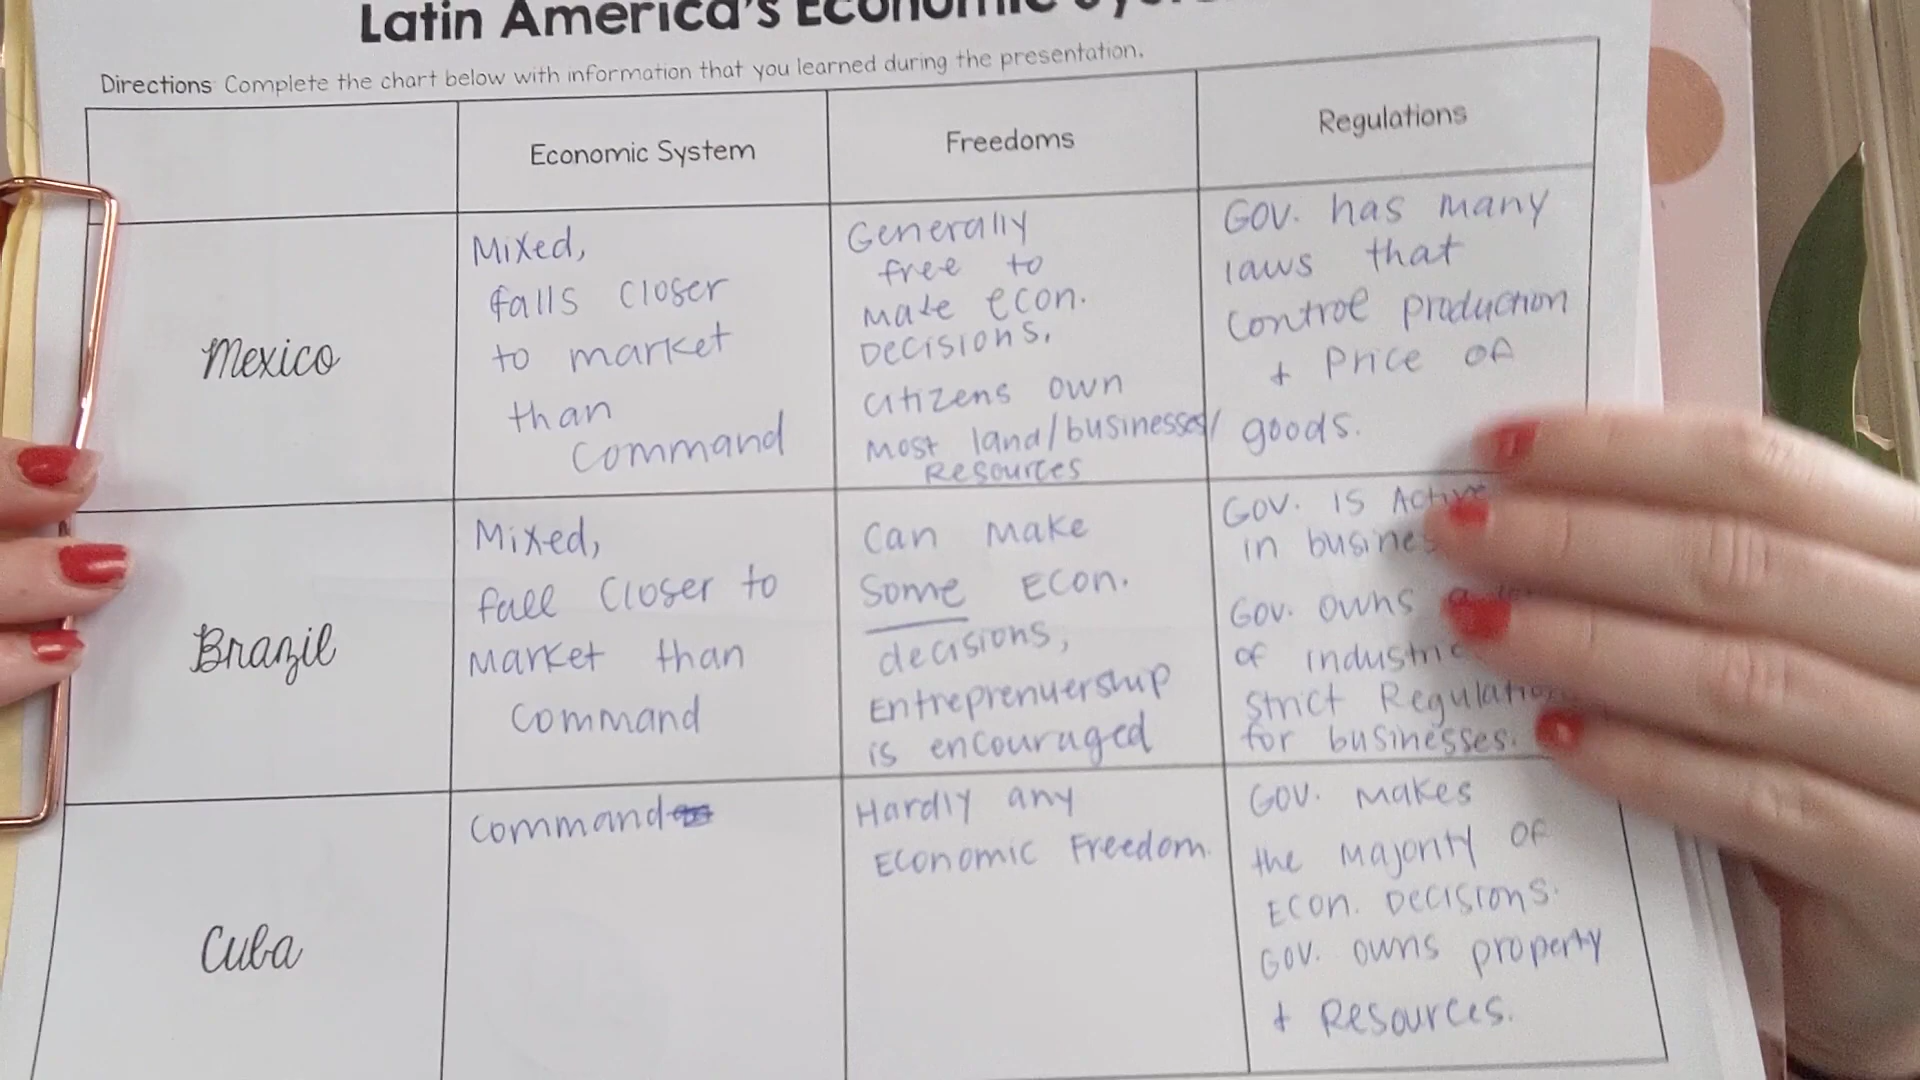 Latin America's Economic
Directions: Complete the chart below with information that you learned during the presentation.
Economic System
Freedoms
Regulations
Mexico
Mixed,
falls closer
to market
than
Command
Generally
free to
make econ.
Decisions.
citizens own
Most land/businesses/
Resources
Gov. has many
laws that
control production
+ Price of
goods.
Brazil
Mixed,
fall closer to
Market than
Command
Can make
Some Econ.
decisions,
Entreprenuership
is encouraged
Gov. is Active
in
Gov. owns
of
Strict
for businesses.
Cuba
Command
Hardly any
Economic Freedom.
Gov. makes
the Majority of
Econ. Decisions.
Gov. owns property
+ Resources.